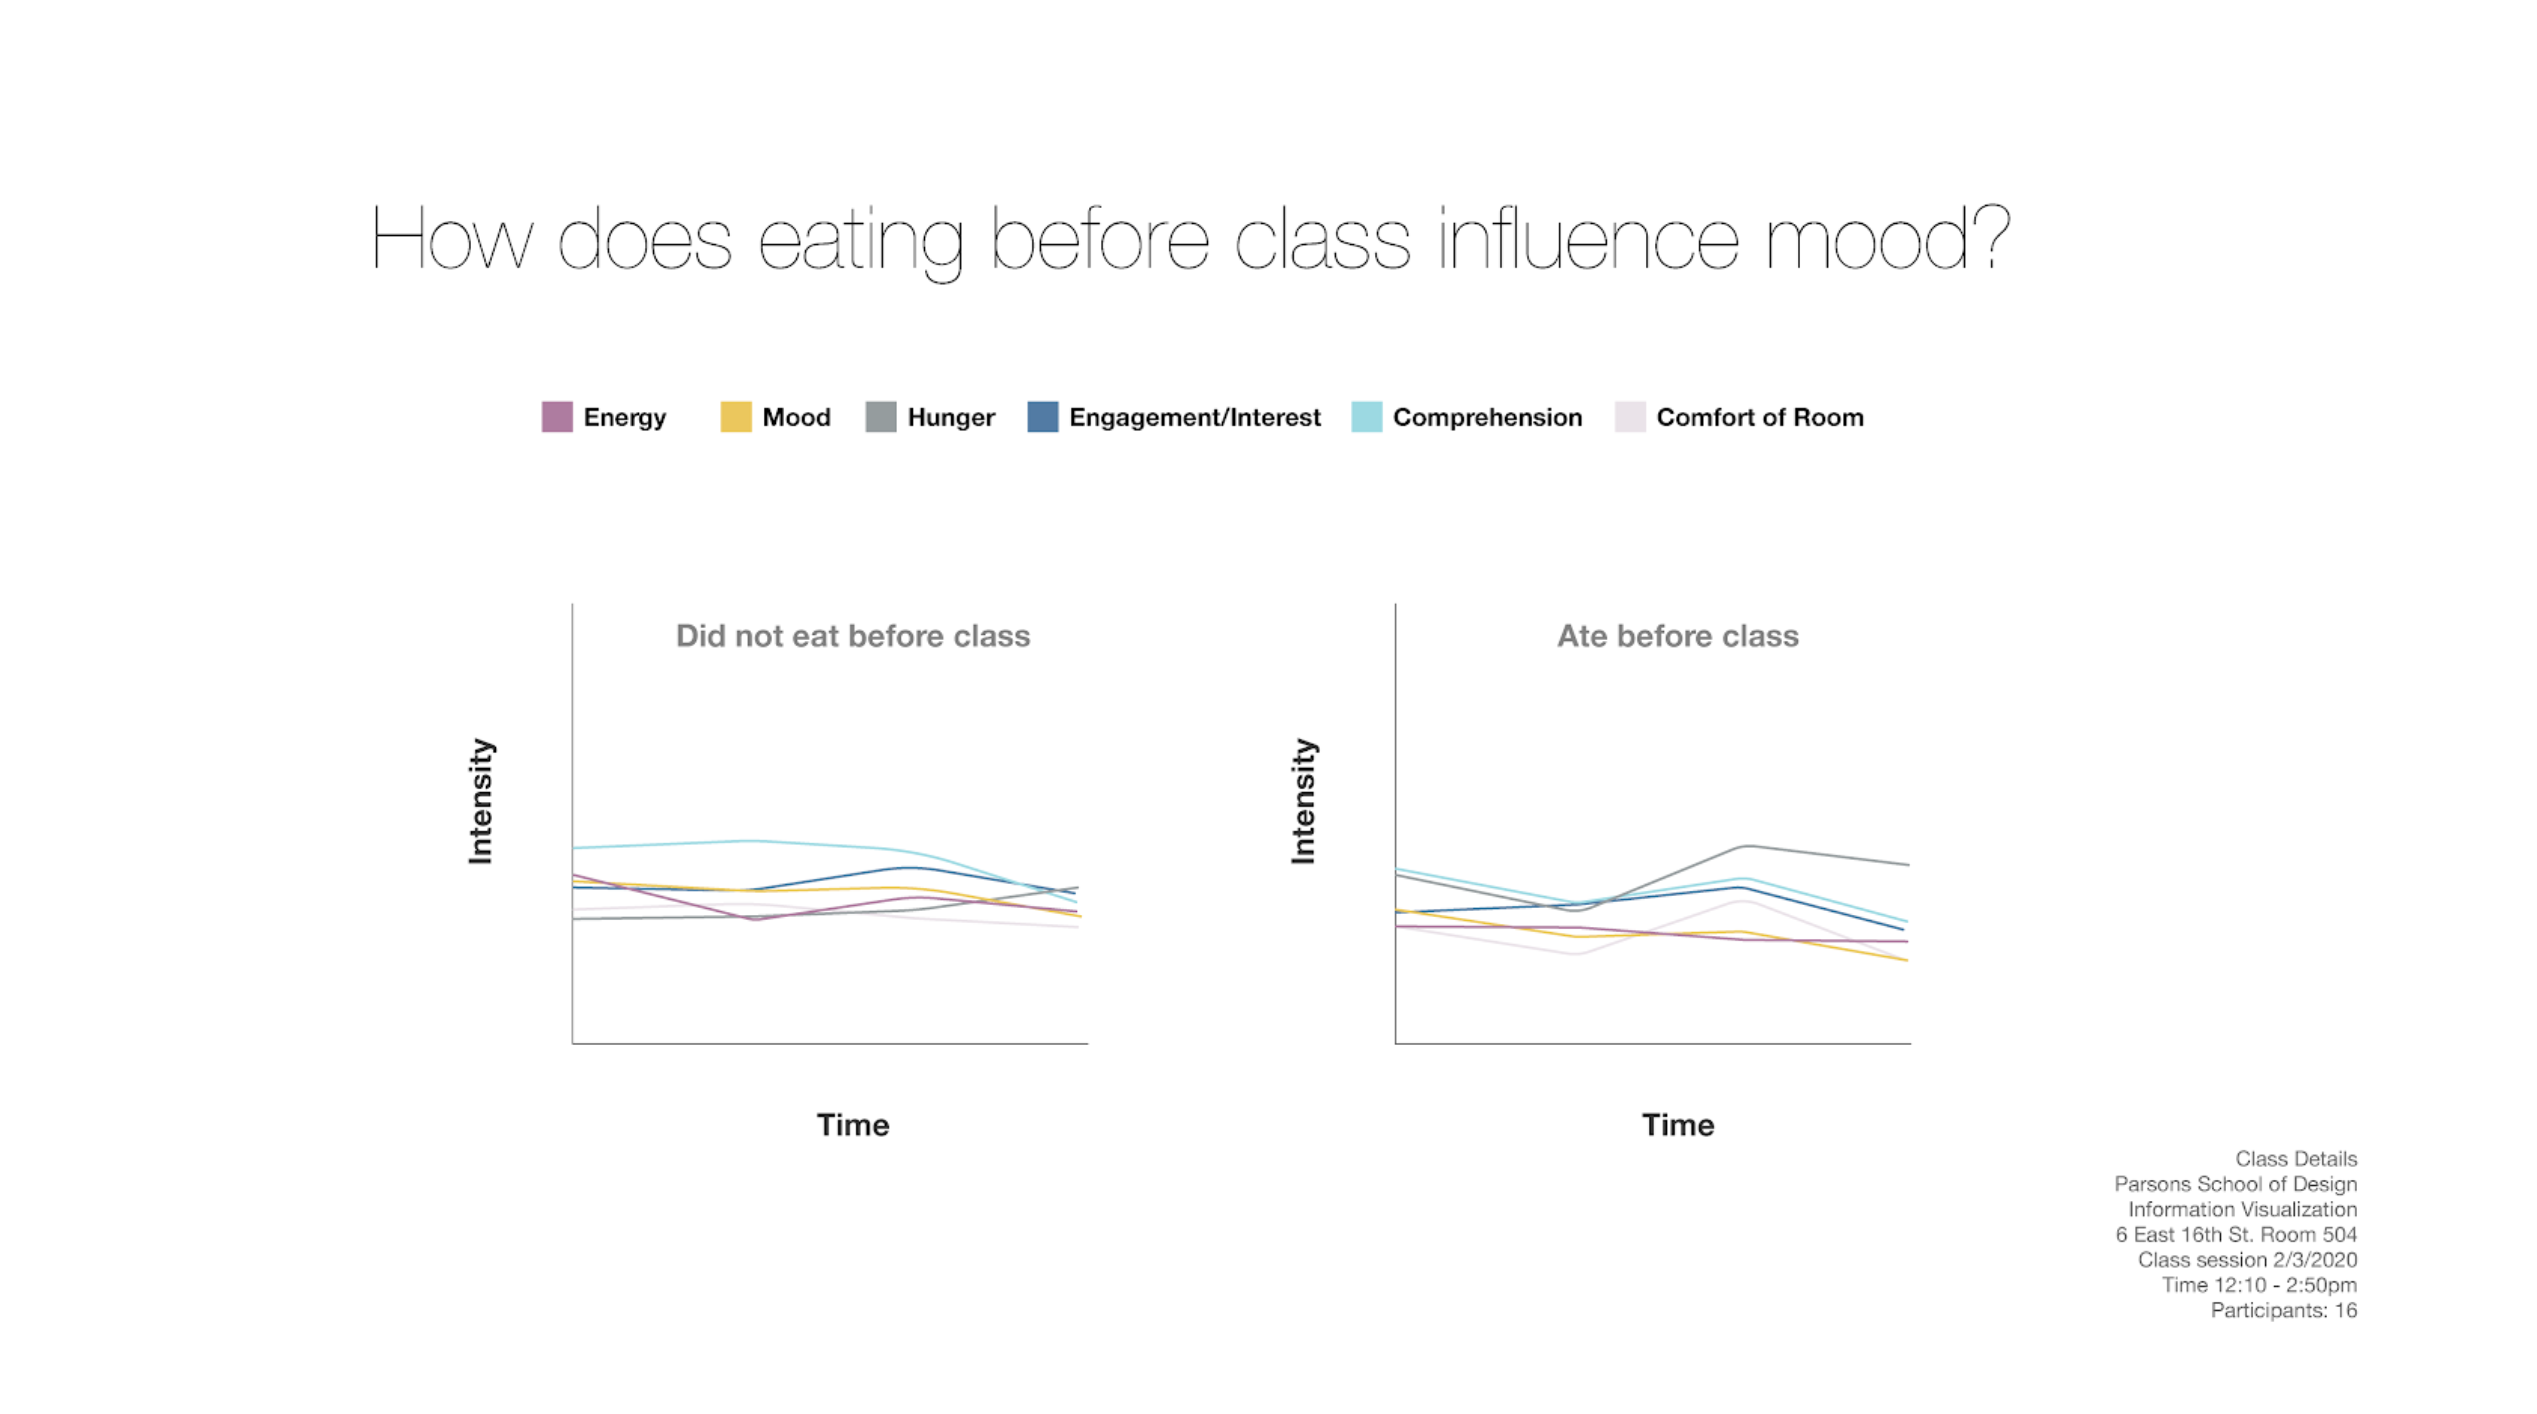 How does eating before class influence mood?
Energy Mood Hunger Engagement/Interest Comprehension Comfort of Room
Did not eat before class
Intensity
Time
Ate before class
Intensity
Time
Class Details
Parsons School of Design
Information Visualization
6 East 16th St. Room 504
Class session 2/3/2020
Time 12:10 - 2:50pm
Participants: 16